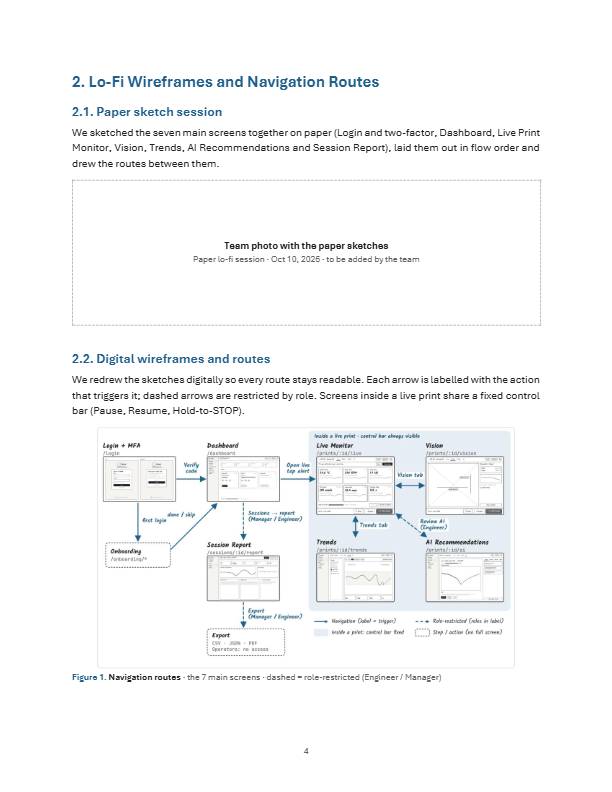 2. Lo-Fi Wireframes and Navigation Routes
2.1. Paper sketch session
We sketched the seven main screens together on paper (Login and two-factor, Dashboard, Live Print
Monitor, Vision, Trends, AI Recommendations and Session Report), laid them out in flow order and
drew the routes between them.
Team photo with the paper sketches
Paper lo-fi session · Oct 10, 2025 · to be added by the team
2.2. Digital wireframes and routes
We redrew the sketches digitally so every route stays readable. Each arrow is labelled with the action
that triggers it; dashed arrows are restricted by role. Screens inside a live print share a fixed control
bar (Pause, Resume, Hold-to-STOP).
Inside a live print · control bar always visible
Login + MFA
/login
Dashboard
/dashboard
Live Monitor
/prints/:id/live
Vision
/prints/:id/vision
Verify
code
Open live
top alert
Vision tab
first login
done / skip
Sessions → report
(Manager / Engineer)
Trends tab
Review AI
(Engineer)
Onboarding
/onboarding/*
Session Report
/sessions/:id/report
Trends
/prints/:id/trends
AI Recommendations
/prints/:id/ai
Export
(Manager / Engineer)
Export
CSV · JSON · PDF
Operators: no access
Navigation (label = trigger)
Role-restricted (roles in label)
Inside a print: control bar fixed
Step / action (no full screen)
Figure 1. Navigation routes · the 7 main screens · dashed = role-restricted (Engineer / Manager)
4